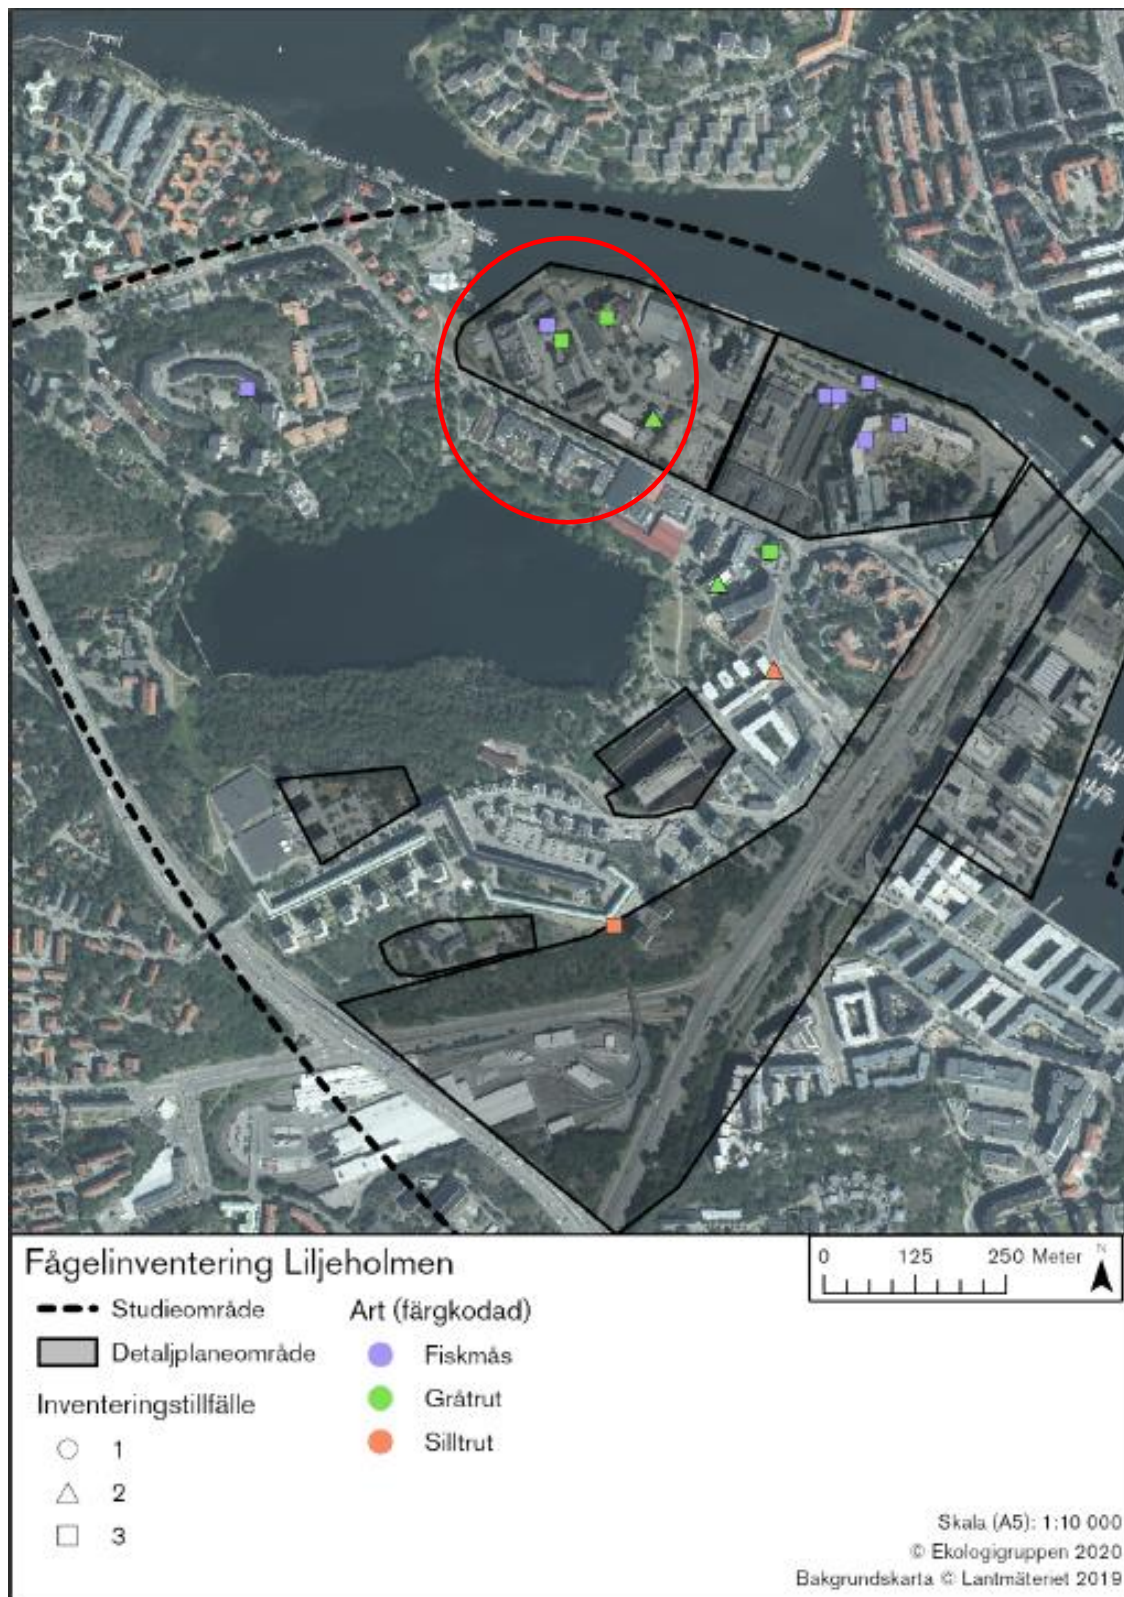 Fågelinventering Liljeholmen
Studieområde
Detaljplaneområde
Inventeringstillfälle
1
2
3
Art (färgkodad)
Fiskmås
Gråtrut
Silltrut
0 125 250 Meter N
Skala (A5): 1:10 000
© Ekologigruppen 2020
Bakgrundskarta © Lantmäteriet 2019